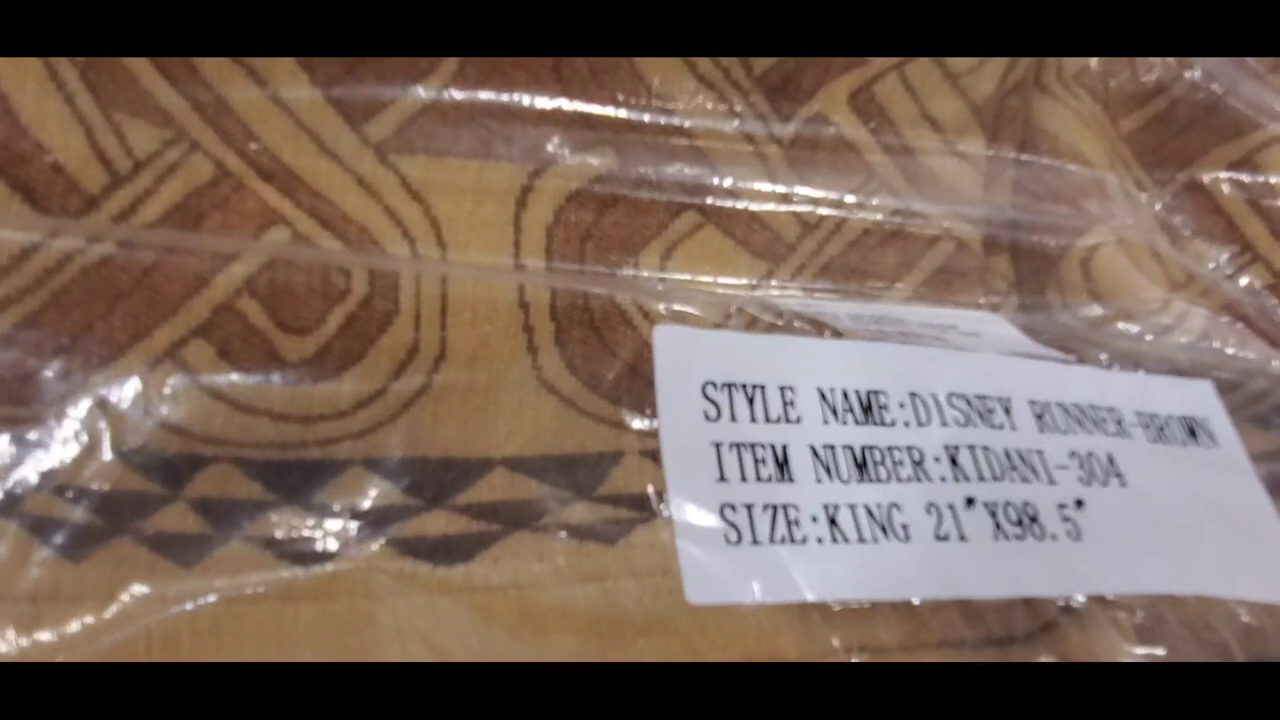 STYLE NAME:DISNEY RUNNER-BROWN
ITEM NUMBER:KIDANI-304
SIZE:KING 21"X98.5"